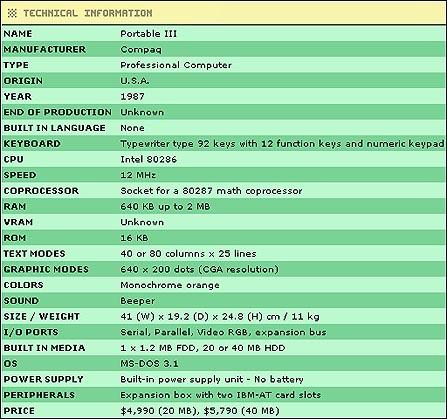 TECHNICAL INFORMATION
NAME Portable III
MANUFACTURER Compaq
TYPE Professional Computer
ORIGIN U.S.A.
YEAR 1987
END OF PRODUCTION Unknown
BUILT IN LANGUAGE None
KEYBOARD Typewriter type 92 keys with 12 function keys and numeric keypad
CPU Intel 80286
SPEED 12 MHz
COPROCESSOR Socket for a 80287 math coprocessor
RAM 640 KB up to 2 MB
VRAM Unknown
ROM 16 KB
TEXT MODES 40 or 80 columns x 25 lines
GRAPHIC MODES 640 x 200 dots (CGA resolution)
COLORS Monochrome orange
SOUND Beeper
SIZE / WEIGHT 41 (W) x 19.2 (D) x 24.8 (H) cm / 11 kg
I/O PORTS Serial, Parallel, Video RGB, expansion bus
BUILT IN MEDIA 1 x 1.2 MB FDD, 20 or 40 MB HDD
OS MS-DOS 3.1
POWER SUPPLY Built-in power supply unit - No battery
PERIPHERALS Expansion box with two IBM-AT card slots
PRICE $4,990 (20 MB), $5,790 (40 MB)